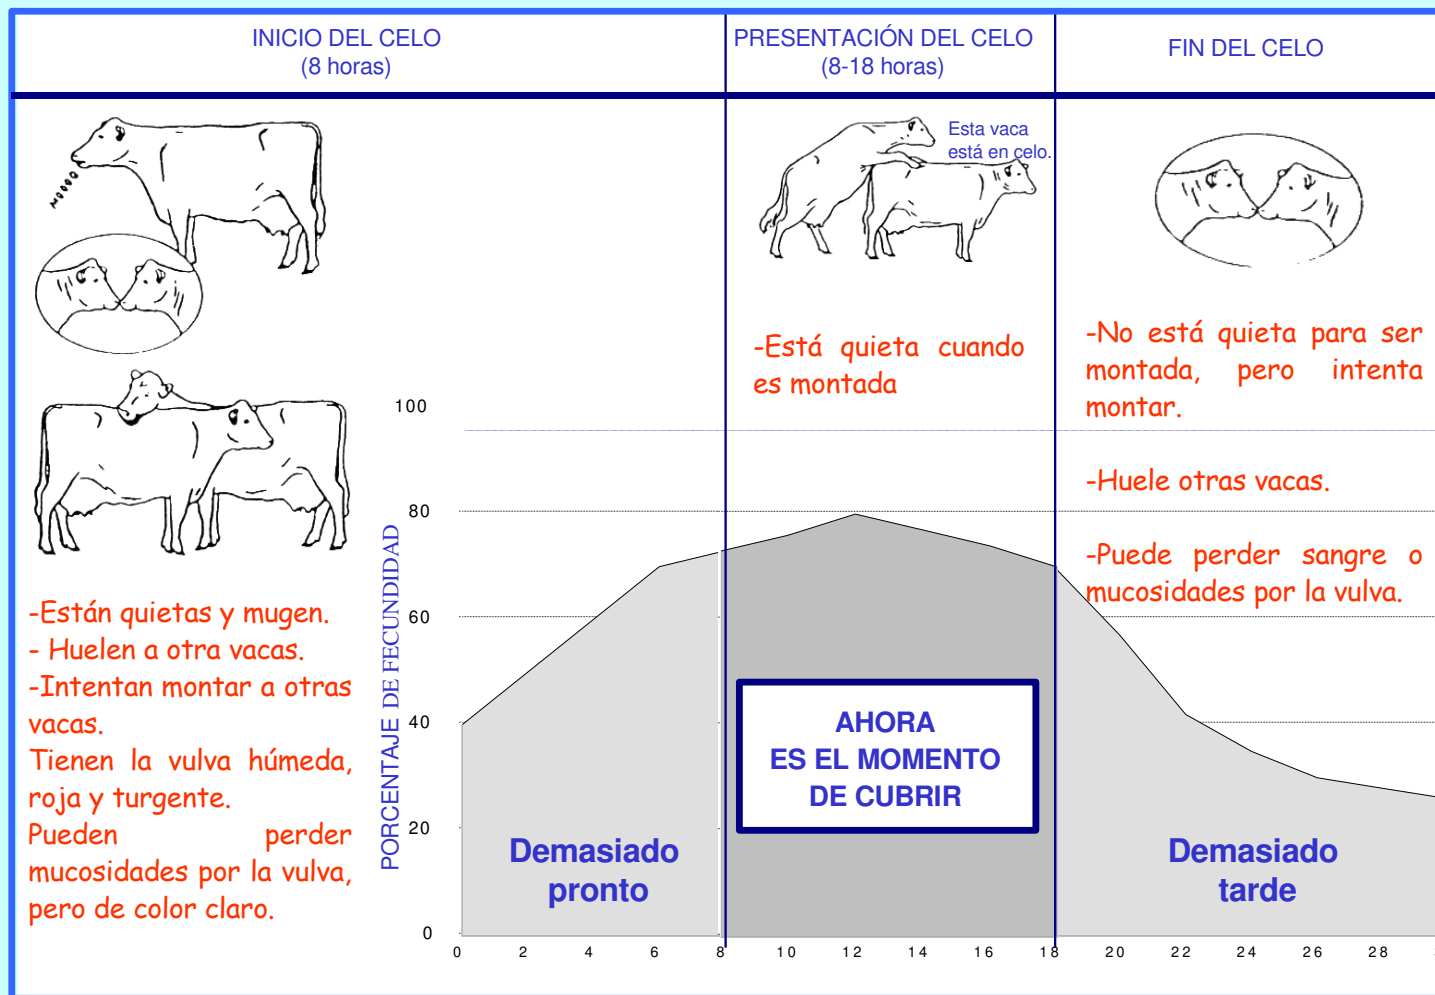 INICIO DEL CELO
(8 horas)
PRESENTACIÓN DEL CELO
(8-18 horas)
FIN DEL CELO
MOOOO
Esta vaca
está en celo.
-Están quietas y mugen.
- Huelen a otra vacas.
-Intentan montar a otras
vacas.
Tienen la vulva húmeda,
roja y turgente.
Pueden perder
mucosidades por la vulva,
pero de color claro.
-Está quieta cuando
es montada
-No está quieta para ser
montada, pero intenta
montar.
-Huele otras vacas.
-Puede perder sangre o
mucosidades por la vulva.
PORCENTAJE DE FECUNDIDAD
100
80
60
40
20
0
Demasiado
pronto
AHORA
ES EL MOMENTO
DE CUBRIR
Demasiado
tarde
0 2 4 6 8 10 12 14 16 18 20 22 24 26 28